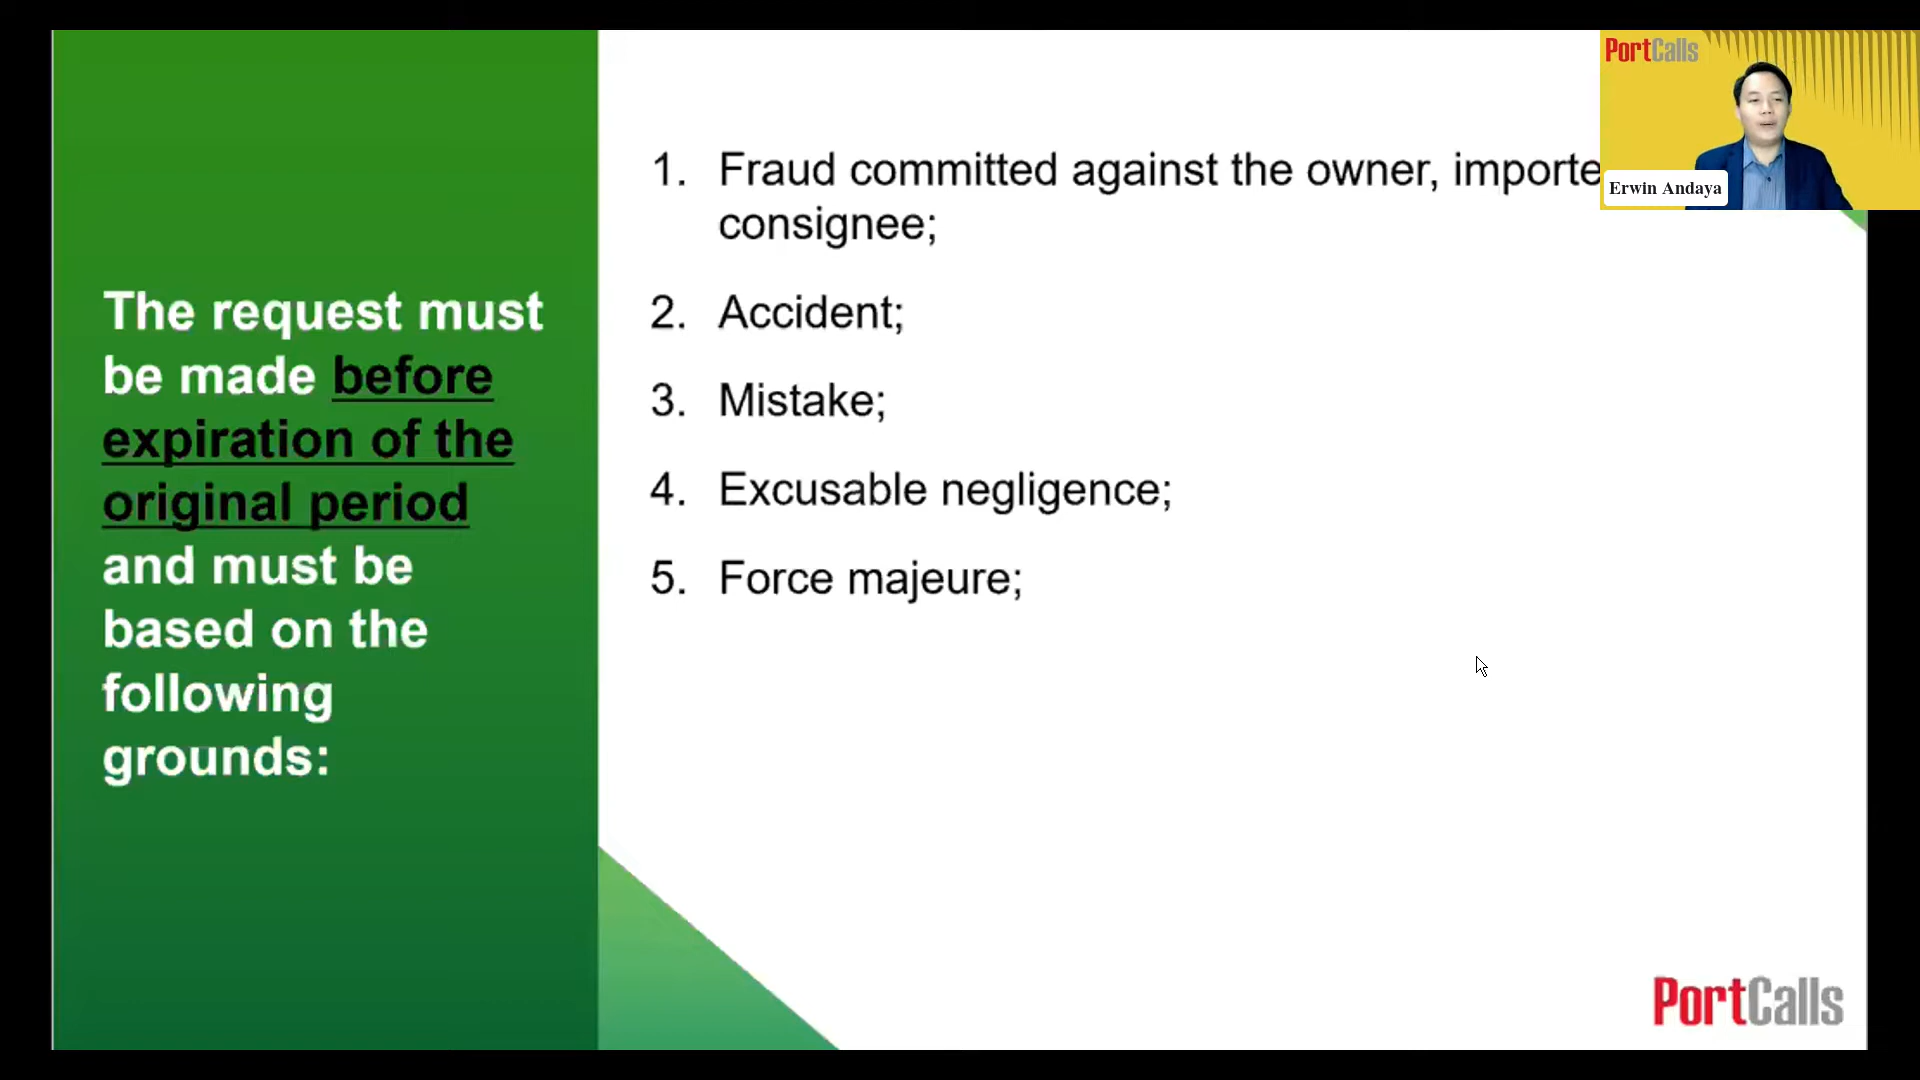 The request must
be made before
expiration of the
original period
and must be
based on the
following
grounds:
1. Fraud committed against the owner, importe
consignee;
2. Accident;
3. Mistake;
4. Excusable negligence;
5. Force majeure;
PortCalls
Erwin Andaya
PortCalls